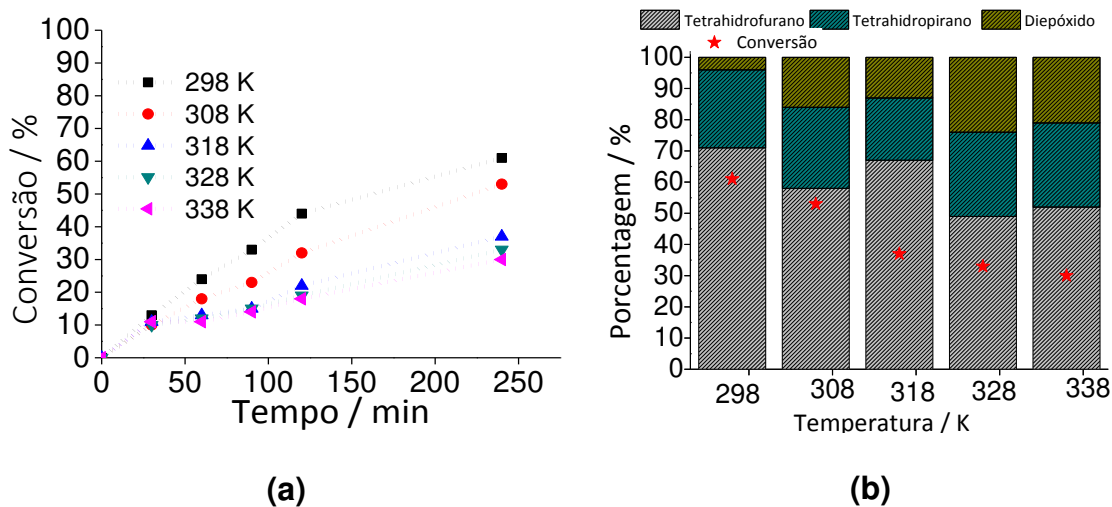 100
90
80
70
60
50
40
30
20
10
0
Conversão / %
298 K
308 K
318 K
328 K
338 K
0 50 100 150 200 250
Tempo / min
(a)
Tetrahidrofurano Tetrahidropirano Diepóxido
Conversão
100
90
80
70
60
50
40
30
20
10
0
Porcentagem / %
298 308 318 328 338
Temperatura / K
(b)